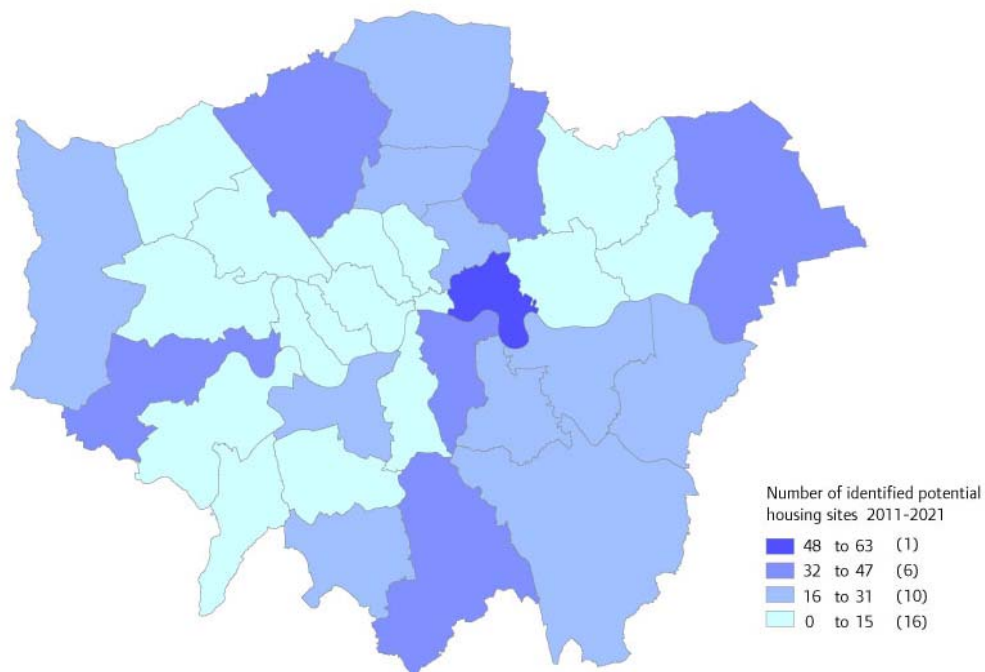 Number of identified potential
housing sites 2011-2021
48 to 63 (1)
32 to 47 (6)
16 to 31 (10)
0 to 15 (16)